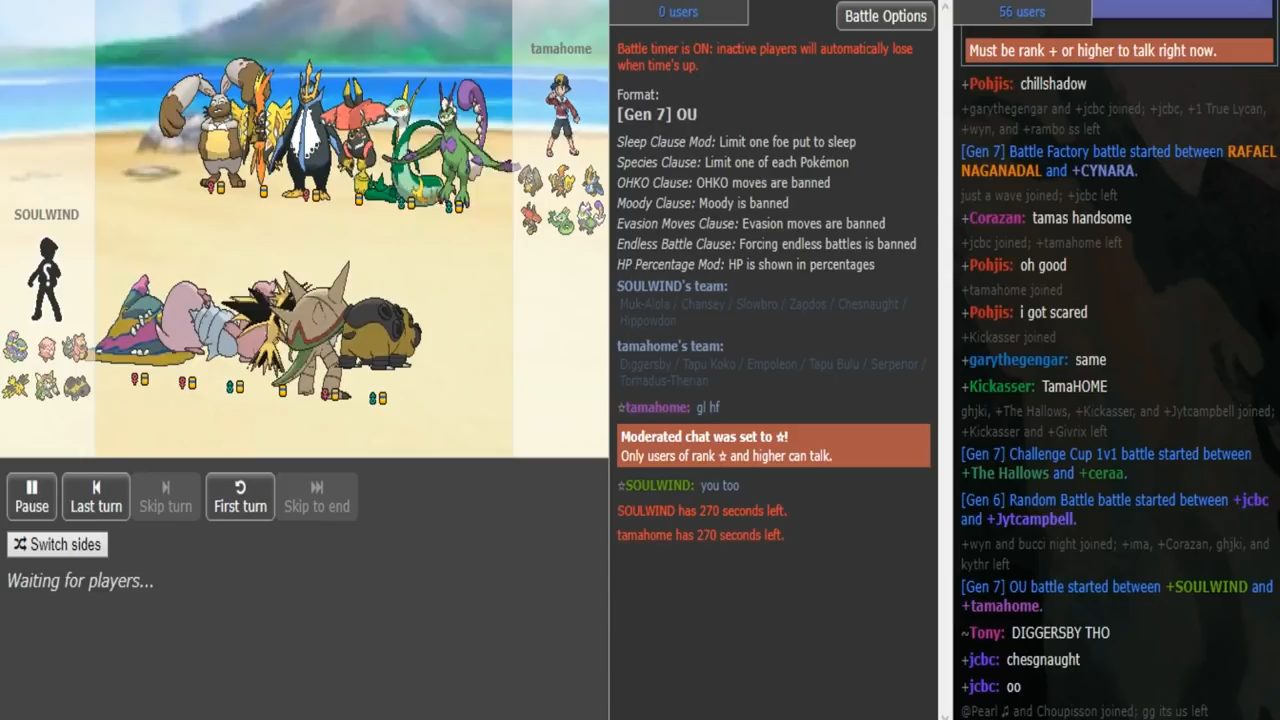 tamahome
SOULWIND
Pause
Last turn
Skip turn
First turn
Skip to end
Switch sides
Waiting for players...
0 users
Battle Options
Battle timer is ON: inactive players will automatically lose
when time's up.
Format:
[Gen 7] OU
Sleep Clause Mod: Limit one foe put to sleep
Species Clause: Limit one of each Pokémon
OHKO Clause: OHKO moves are banned
Moody Clause: Moody is banned
Evasion Moves Clause: Evasion moves are banned
Endless Battle Clause: Forcing endless battles is banned
HP Percentage Mod: HP is shown in percentages
SOULWIND's team:
Muk-Alola / Chansey / Slowbro / Zapdos / Chesnaught /
Hippowdon
tamahome's team:
Diggersby / Tapu Koko / Empoleon / Tapu Bulu / Serperior /
Tornadus-Therian
☆tamahome: gl hf
Moderated chat was set to ☆!
Only users of rank ☆ and higher can talk.
☆SOULWIND: you too
SOULWIND has 270 seconds left.
tamahome has 270 seconds left.
56 users
Must be rank + or higher to talk right now.
+Pohjis: chillshadow
+garythegengar and +jcbc joined; +jcbc, +1 True Lycan,
+wyn, and +rambo ss left
[Gen 7] Battle Factory battle started between RAFAEL
NAGANADAL and +CYNARA.
just a wave joined; +jcbc left
+Corazan: tamas handsome
+jcbc joined; +tamahome left
+Pohjis: oh good
+tamahome joined
+Pohjis: i got scared
+Kickasser joined
+garythegengar: same
+Kickasser: TamaHOME
ghjki, +The Hallows, +Kickasser, and +Jytcampbell joined;
+Kickasser and +Givrix left
[Gen 7] Challenge Cup 1v1 battle started between
+The Hallows and +ceraa.
[Gen 6] Random Battle battle started between +jcbc
and +Jytcampbell.
+wyn and bucci night joined; +ima, +Corazan, ghjki, and
kythr left
[Gen 7] OU battle started between +SOULWIND and
+tamahome.
~Tony: DIGGERSBY THO
+jcbc: chesgnaught
+jcbc: oo
@Pearl ♫ and Choupisson joined; gg its us left